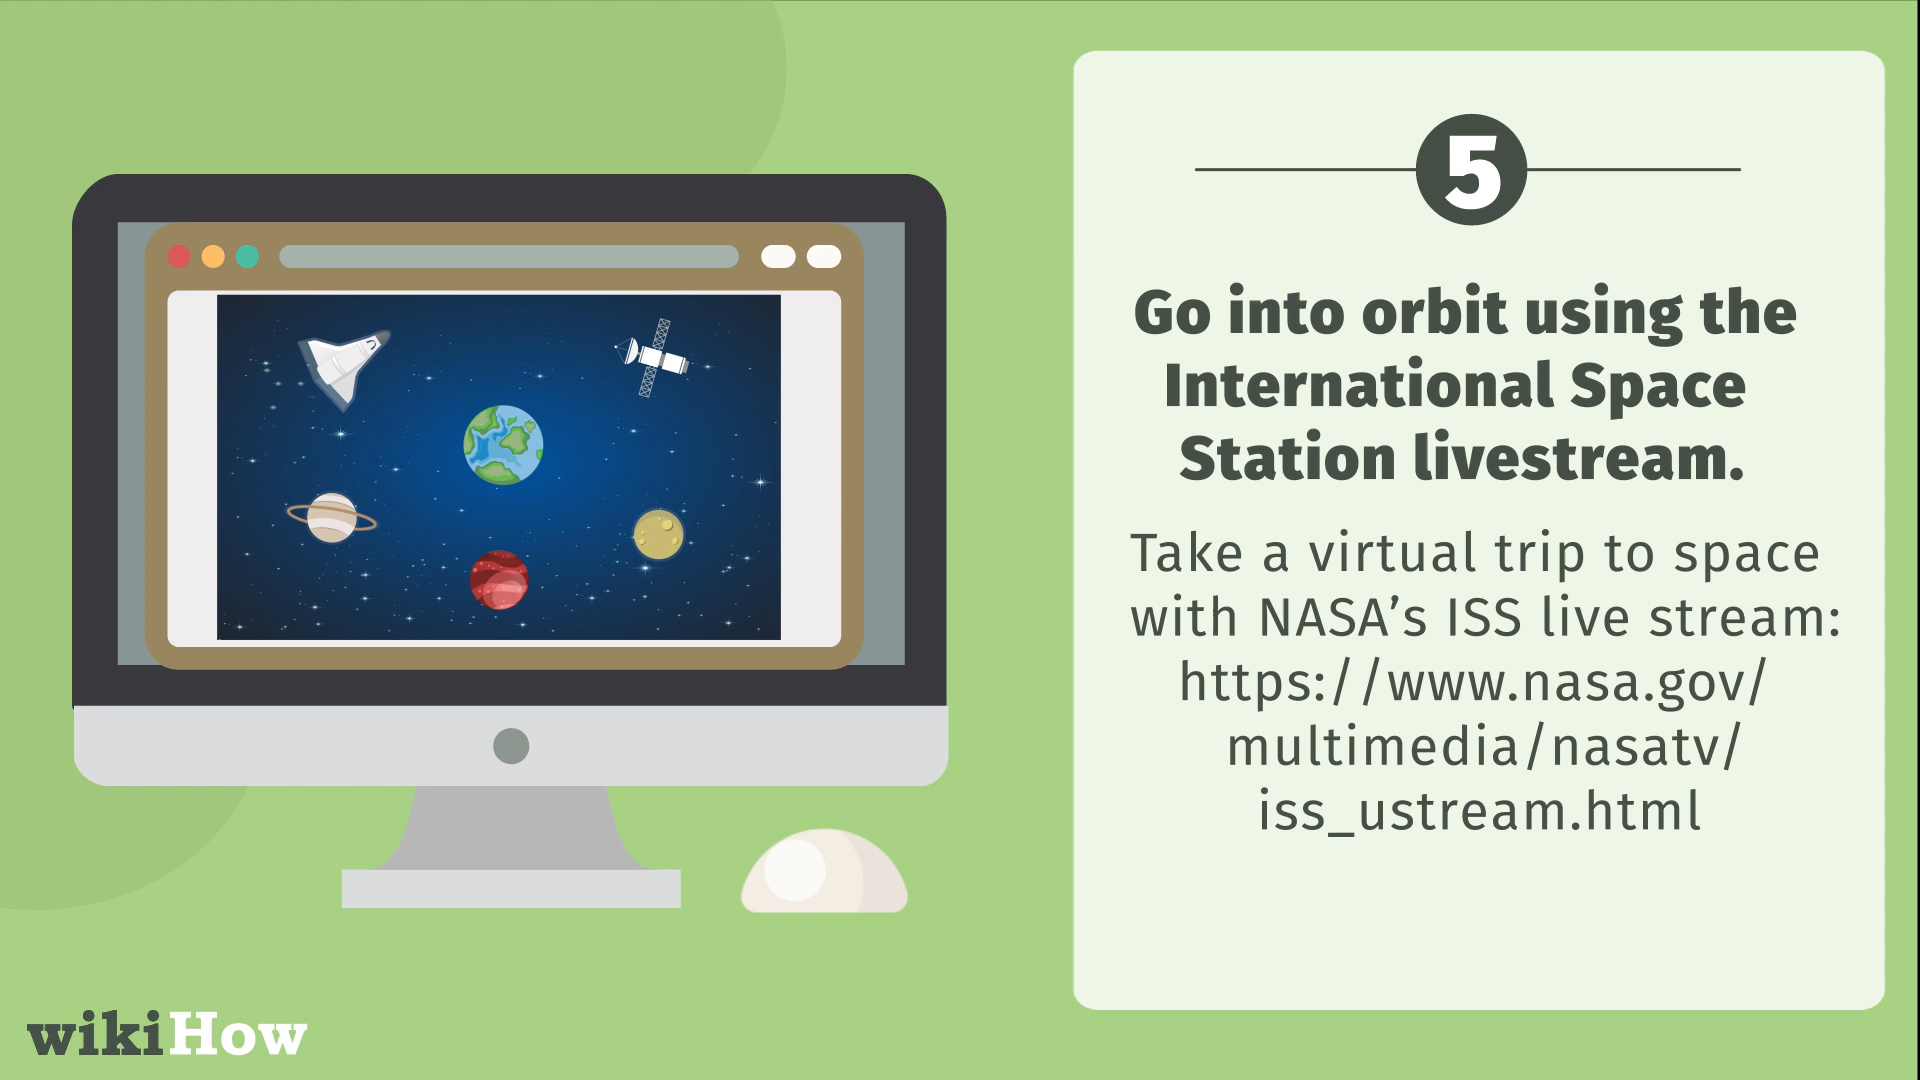 5
Go into orbit using the
International Space
Station livestream.
Take a virtual trip to space
with NASA’s ISS live stream:
https://www.nasa.gov/
multimedia/nasatv/
iss_ustream.html
wikiHow